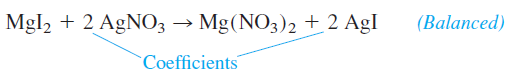 MgI₂ + 2 AgNO₃ → Mg(NO₃)₂ + 2 AgI (Balanced)
Coefficients